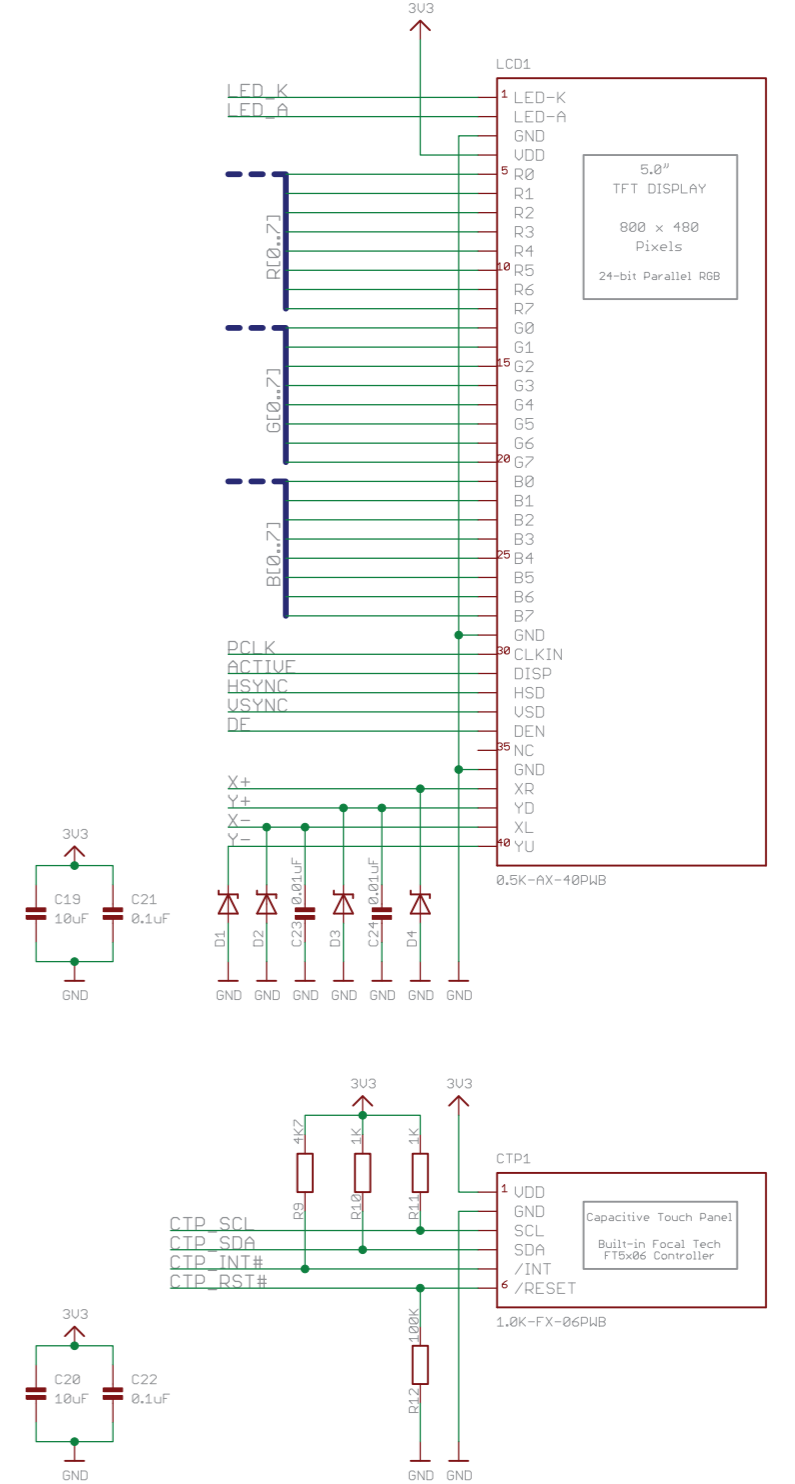 3V3
LCD1
LED_K
LED_A
1 LED-K
LED-A
GND
VDD
5 R0
R1
R2
R3
R4
10 R5
R6
R7
G0
G1
15 G2
G3
G4
G5
G6
20 G7
B0
B1
B2
B3
25 B4
B5
B6
B7
GND
30 CLKIN
DISP
HSD
VSD
DEN
35 NC
GND
XR
YD
XL
40 YU
5.0"
TFT DISPLAY
800 x 480
Pixels
24-bit Parallel RGB
R[0..7]
G[0..7]
B[0..7]
PCLK
ACTIVE
HSYNC
VSYNC
DE
X+
Y+
X-
Y-
0.5K-AX-40PWB
3V3
C19
10uF
C21
0.1uF
GND
D1
D2
C23
0.01uF
D3
C24
0.01uF
D4
GND GND GND GND GND GND GND
3V3
3V3
4K7
R9
1K
R10
1K
R11
CTP1
CTP_SCL
CTP_SDA
CTP_INT#
CTP_RST#
1 VDD
GND
SCL
SDA
/INT
6 /RESET
Capacitive Touch Panel
Built-in Focal Tech
FT5x06 Controller
1.0K-FX-06PWB
100K
R12
3V3
C20
10uF
C22
0.1uF
GND
GND GND